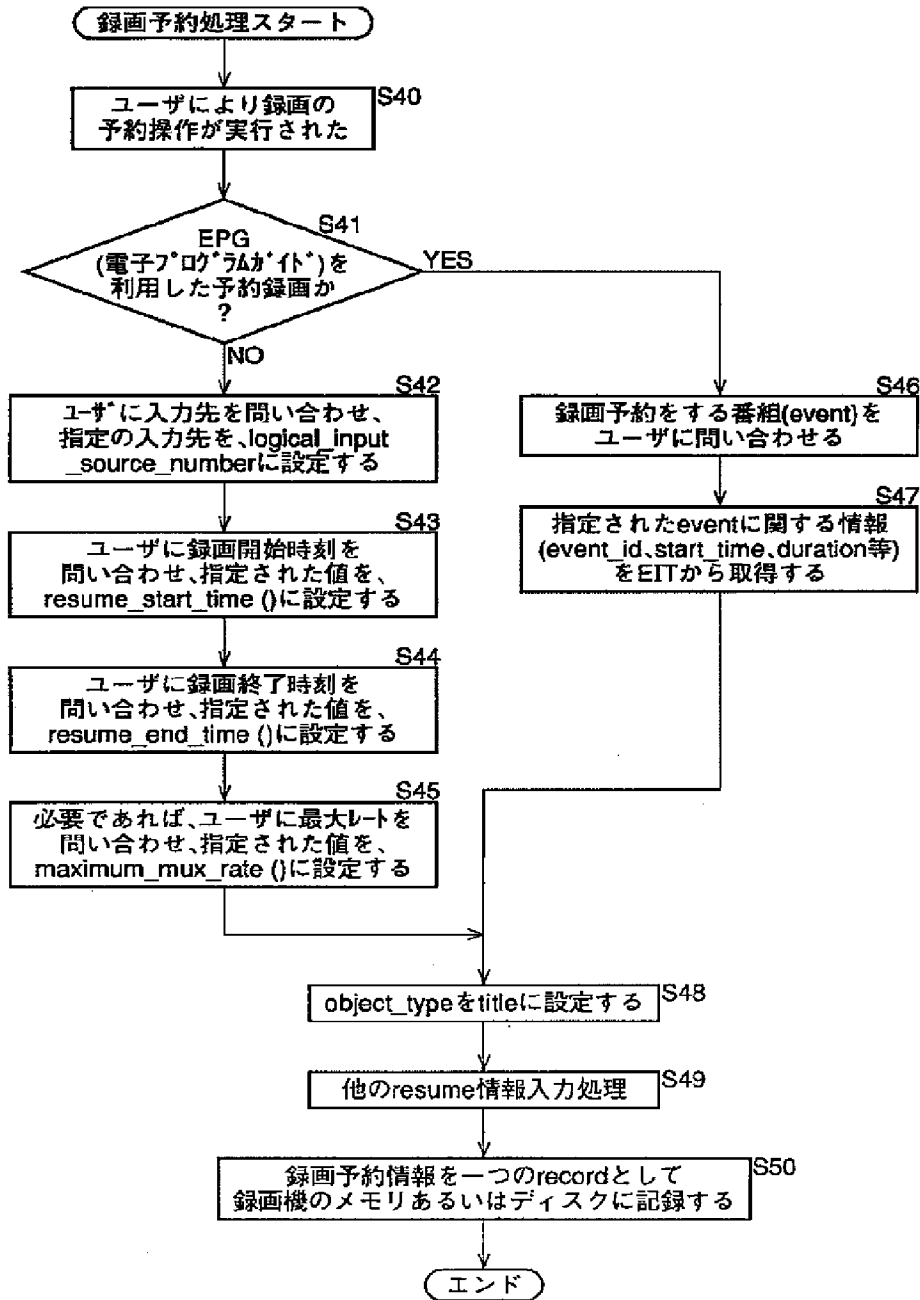 録画予約処理スタート
S40
ユーザにより録画の
予約操作が実行された
S41
EPG
(電子プログラムガイド)を
利用した予約録画か
?
YES
NO
S42
ユーザに入力先を問い合わせ、
指定の入力先を、logical_input
_source_numberに設定する
S43
ユーザに録画開始時刻を
問い合わせ、指定された値を、
resume_start_time ()に設定する
S44
ユーザに録画終了時刻を
問い合わせ、指定された値を、
resume_end_time ()に設定する
S45
必要であれば、ユーザに最大レートを
問い合わせ、指定された値を、
maximum_mux_rate ()に設定する
S46
録画予約をする番組(event)を
ユーザに問い合わせる
S47
指定されたeventに関する情報
(event_id、start_time、duration等)
をEITから取得する
S48
object_typeをtitleに設定する
S49
他のresume情報入力処理
S50
録画予約情報を一つのrecordとして
録画機のメモリあるいはディスクに記録する
エンド